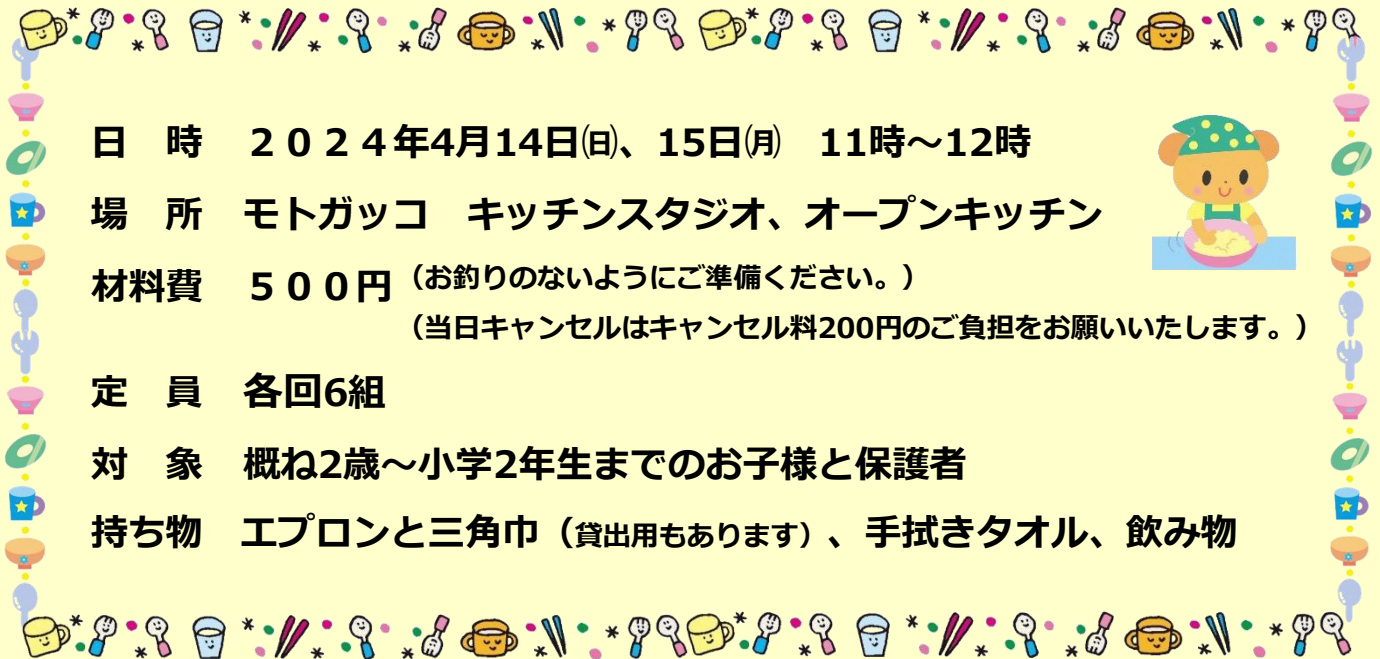 日　時　２０２４年4月14日㈰、15日㈪　11時～12時
場　所　モトガッコ　キッチンスタジオ、オープンキッチン
材料費　５００円（お釣りのないようにご準備ください。）
（当日キャンセルはキャンセル料200円のご負担をお願いいたします。）
定　員　各回6組
対　象　概ね2歳～小学2年生までのお子様と保護者
持ち物　エプロンと三角巾（貸出用もあります）、手拭きタオル、飲み物